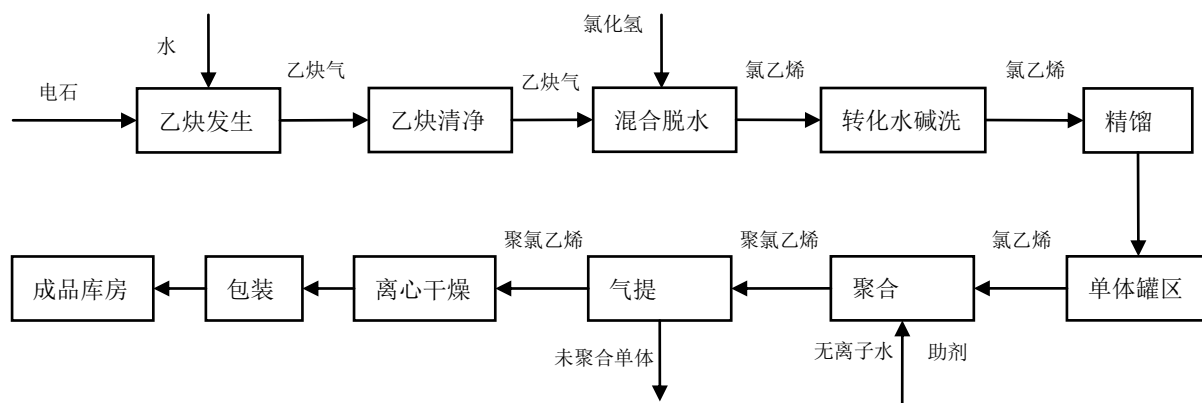 氯化氢
水
乙炔气
乙炔气
氯乙烯
氯乙烯
电石
乙炔发生
乙炔清净
混合脱水
转化水碱洗
精馏
聚氯乙烯
聚氯乙烯
氯乙烯
成品库房
包装
离心干燥
气提
聚合
单体罐区
未聚合单体
无离子水
助剂